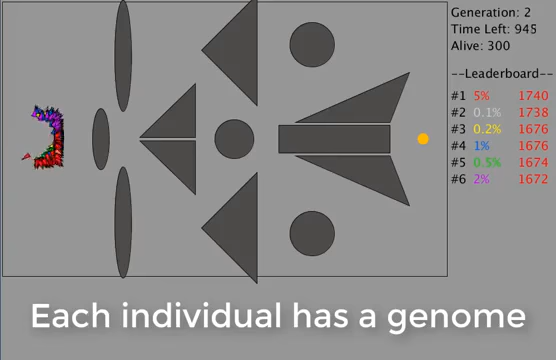 Generation: 2
Time Left: 945
Alive: 300
--Leaderboard--
#1 5% 1740
#2 0.1% 1738
#3 0.2% 1676
#4 1% 1676
#5 0.5% 1674
#6 2% 1672
Each individual has a genome